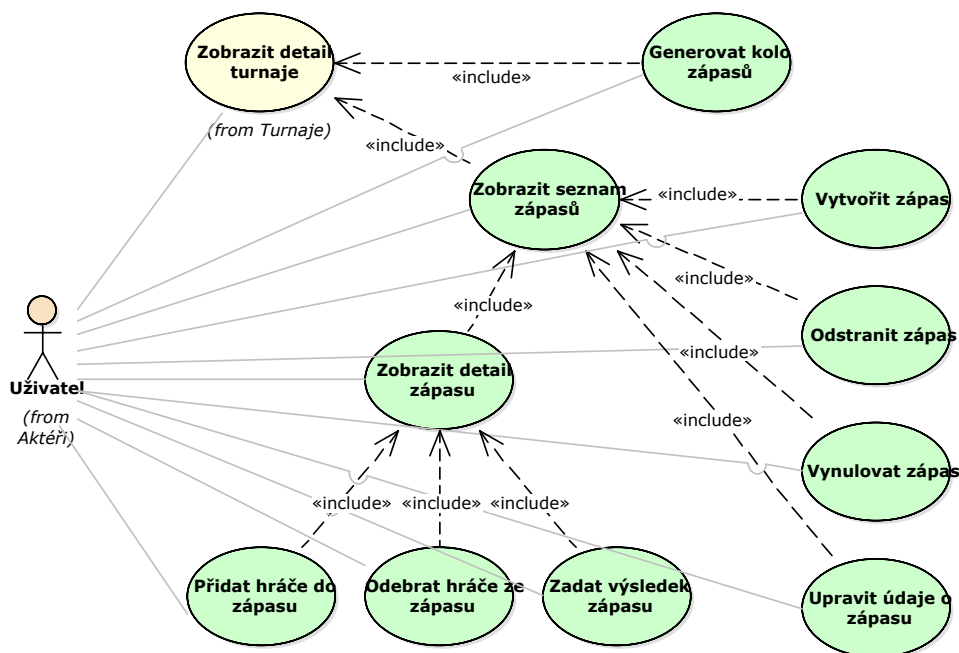 Zobrazit detail
turnaje
(from Turnaje)
Generovat kolo
zápasů
«include»
«include»
Zobrazit seznam
zápasů
«include»
Vytvořit zápas
«include»
«include»
Odstranit zápas
Uživatel
(from
Aktéři)
Zobrazit detail
zápasu
«include»
«include»
Vynulovat zápas
«include»
«include»
«include»
Přidat hráče do
zápasu
Odebrat hráče ze
zápasu
Zadat výsledek
zápasu
Upravit údaje o
zápasu